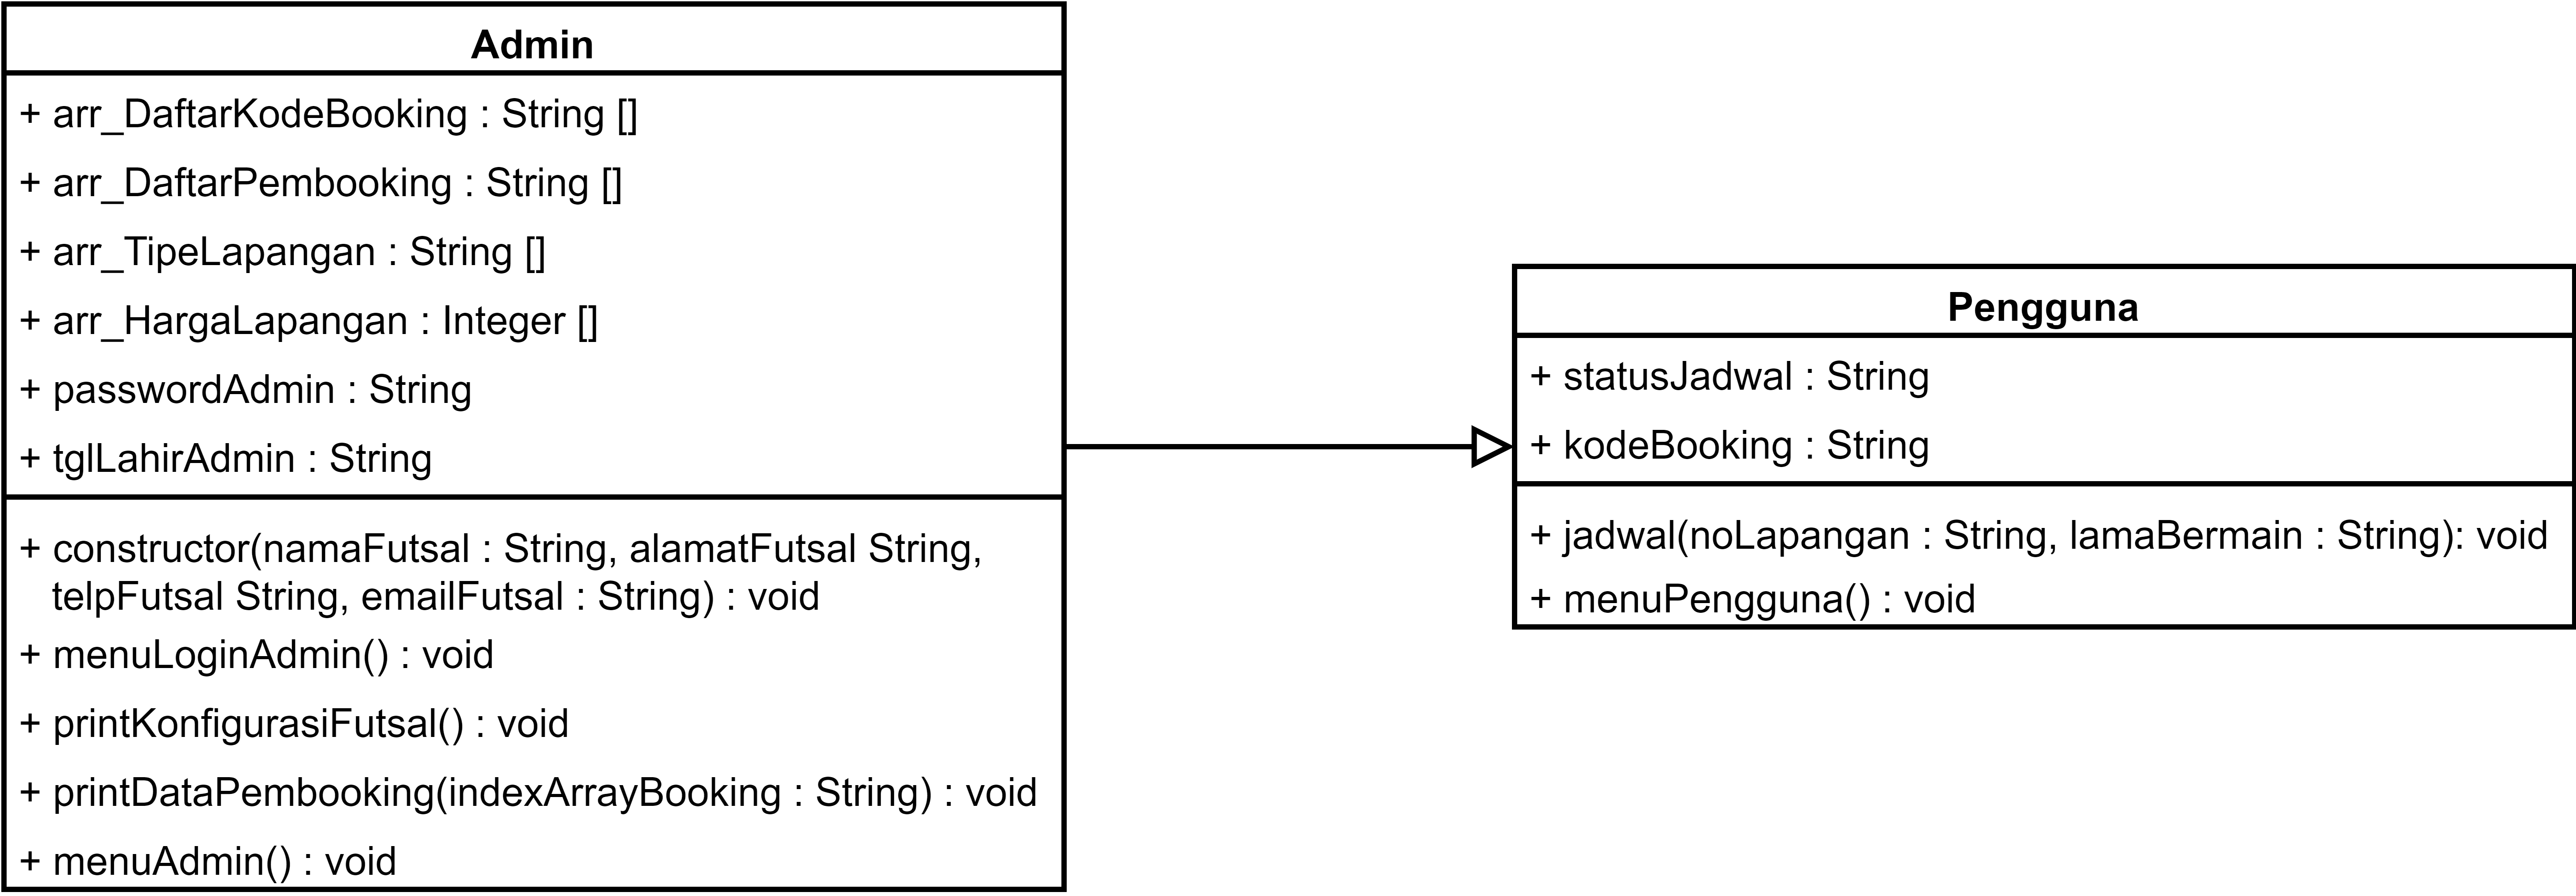 Admin
+ arr_DaftarKodeBooking : String []
+ arr_DaftarPembooking : String []
+ arr_TipeLapangan : String []
+ arr_HargaLapangan : Integer []
+ passwordAdmin : String
+ tglLahirAdmin : String
+ constructor(namaFutsal : String, alamatFutsal String,
telpFutsal String, emailFutsal : String) : void
+ menuLoginAdmin() : void
+ printKonfigurasiFutsal() : void
+ printDataPembooking(indexArrayBooking : String) : void
+ menuAdmin() : void
Pengguna
+ statusJadwal : String
+ kodeBooking : String
+ jadwal(noLapangan : String, lamaBermain : String): void
+ menuPengguna() : void